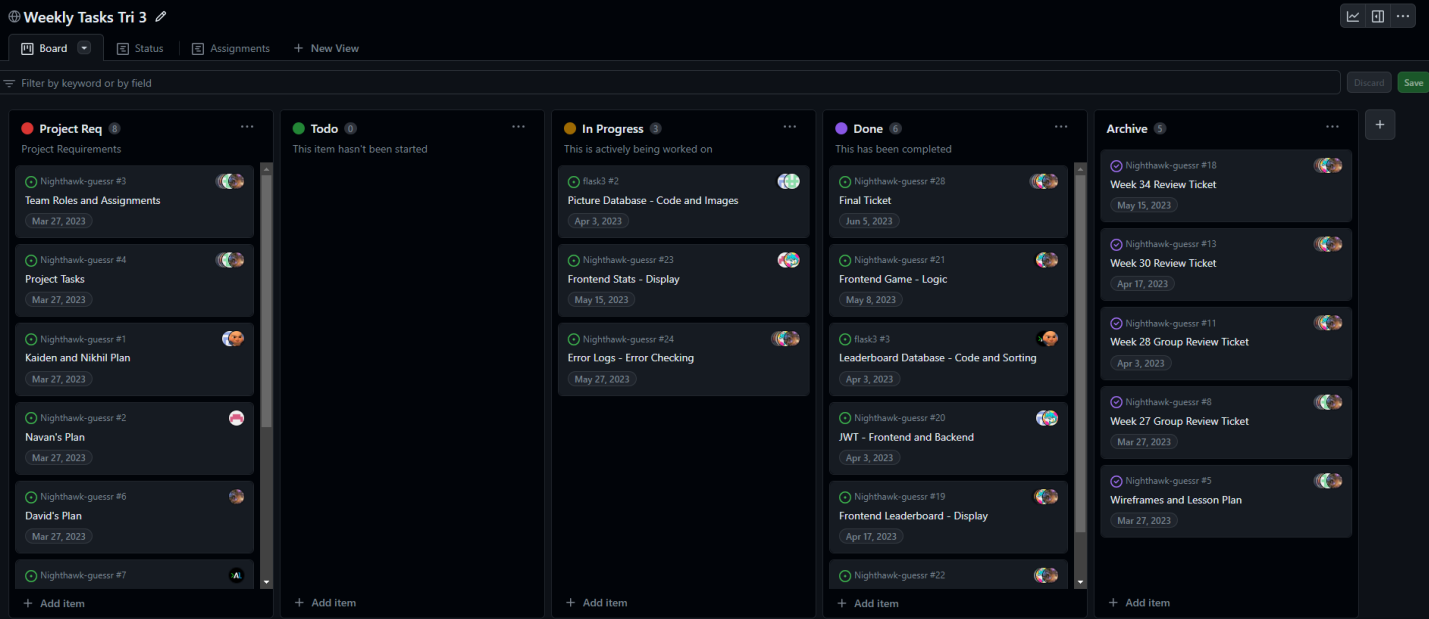 Weekly Tasks Tri 3
Board
Status
Assignments
New View
Filter by keyword or by field
Discard
Save
Project Req 8
Project Requirements
Nighthawk-guessr #3
Team Roles and Assignments
Mar 27, 2023
Nighthawk-guessr #4
Project Tasks
Mar 27, 2023
Nighthawk-guessr #1
Kaiden and Nikhil Plan
Mar 27, 2023
Nighthawk-guessr #2
Navan's Plan
Mar 27, 2023
Nighthawk-guessr #6
David's Plan
Mar 27, 2023
Nighthawk-guessr #7
Add item
Todo 0
This item hasn't been started
Add item
In Progress 3
This is actively being worked on
flask3 #2
Picture Database - Code and Images
Apr 3, 2023
Nighthawk-guessr #23
Frontend Stats - Display
May 15, 2023
Nighthawk-guessr #24
Error Logs - Error Checking
May 27, 2023
Add item
Done 6
This has been completed
Nighthawk-guessr #28
Final Ticket
Jun 5, 2023
Nighthawk-guessr #21
Frontend Game - Logic
May 8, 2023
flask3 #3
Leaderboard Database - Code and Sorting
Apr 3, 2023
Nighthawk-guessr #20
JWT - Frontend and Backend
Apr 3, 2023
Nighthawk-guessr #19
Frontend Leaderboard - Display
Apr 17, 2023
Nighthawk-guessr #22
Add item
Archive 5
Nighthawk-guessr #18
Week 34 Review Ticket
May 15, 2023
Nighthawk-guessr #13
Week 30 Review Ticket
Apr 17, 2023
Nighthawk-guessr #11
Week 28 Group Review Ticket
Apr 3, 2023
Nighthawk-guessr #8
Week 27 Group Review Ticket
Mar 27, 2023
Nighthawk-guessr #5
Wireframes and Lesson Plan
Mar 27, 2023
Add item